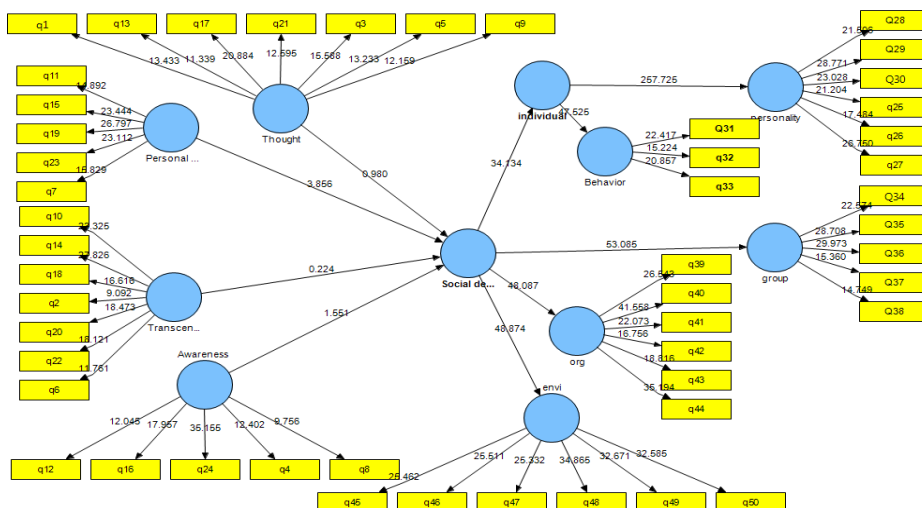 q1
q13
q17
q21
q3
q5
q9
13.433
11.339
20.884
12.595
15.568
13.233
12.159
Thought
q11
q15
q19
q23
q7
14.892
23.444
26.797
23.112
15.829
Personal ...
q10
q14
q18
q2
q20
q22
q6
22.325
16.616
9.092
18.473
18.121
11.761
Transcen...
Awareness
12.045
17.957
35.155
12.402
9.756
q12
q16
q24
q4
q8
3.856
0.980
0.224
1.551
Social de...
34.134
53.085
48.087
48.874
individual
257.725
47.525
Behavior
22.417
15.224
20.857
Q31
q32
q33
personality
21.506
28.771
23.028
21.204
17.484
26.750
Q28
Q29
Q30
q25
q26
q27
group
22.574
28.708
29.973
15.360
14.749
Q34
Q35
Q36
Q37
Q38
org
26.543
41.558
22.073
16.756
18.816
35.194
q39
q40
q41
q42
q43
q44
envi
25.511
25.332
34.865
32.671
32.585
q45
q46
q47
q48
q49
q50